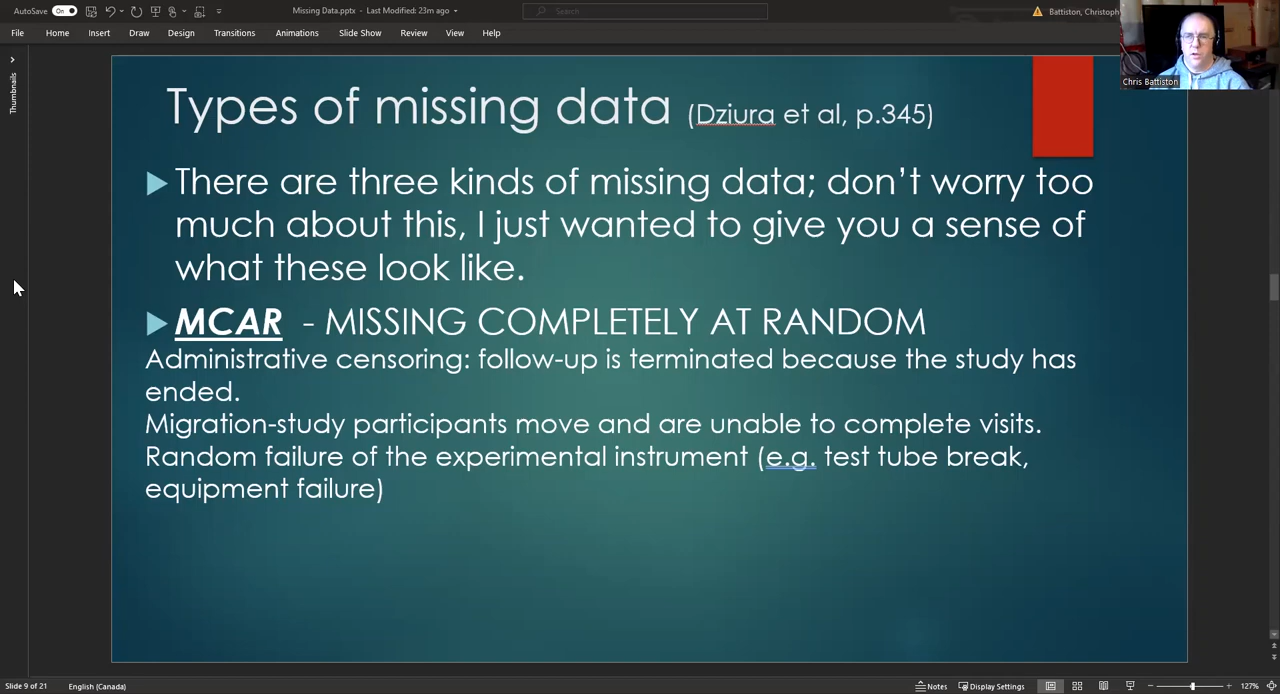 AutoSave On Missing Data.pptx - Last Modified: 23m ago Search Battiston, Christoph
File Home Insert Draw Design Transitions Animations Slide Show Review View Help
Chris Battiston
Thumbnails
Types of missing data (Dziura et al, p.345)
There are three kinds of missing data; don’t worry too
much about this, I just wanted to give you a sense of
what these look like.
MCAR - MISSING COMPLETELY AT RANDOM
Administrative censoring: follow-up is terminated because the study has
ended.
Migration-study participants move and are unable to complete visits.
Random failure of the experimental instrument (e.g. test tube break,
equipment failure)
Slide 9 of 21 English (Canada) Notes Display Settings 127%